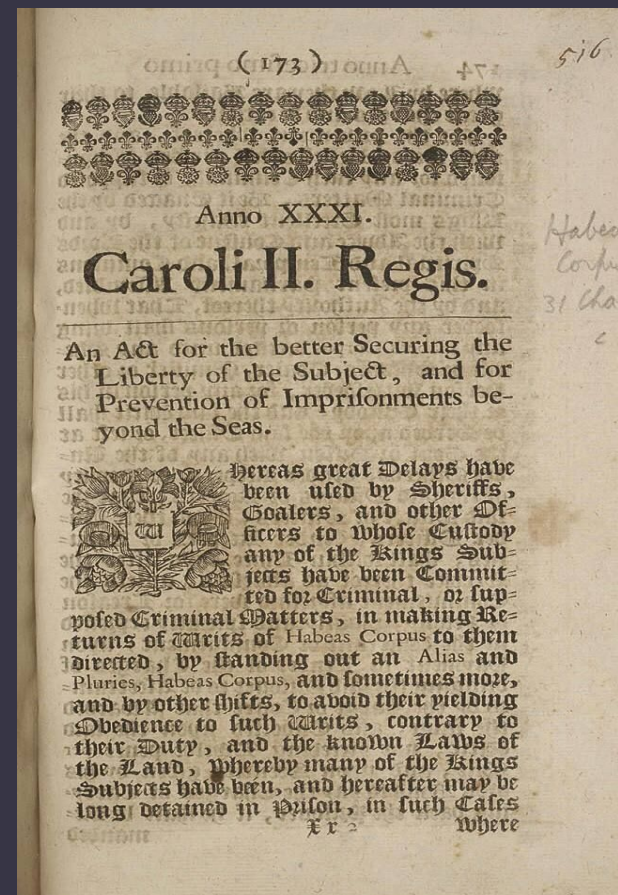 (173)
516
Anno XXXI.
Caroli II. Regis.
Habea
Corpu
31 Cha
c
An Act for the better Securing the
Liberty of the Subject, and for
Prevention of Impriſonments be-
yond the Seas.
WHereas great Delays have
been uſed by Sheriffs,
Goalers, and other Of-
ficers to whoſe Cuſtody
any of the Kings Sub-
jects have been Commit-
ted for Criminal, or ſup-
poſed Criminal Matters, in making Re-
turns of Writs of Habeas Corpus to them
directed, by ſtanding out an Alias and
Pluries, Habeas Corpus, and ſometimes more,
and by other ſhifts, to avoid their yielding
Obedience to ſuch Writs, contrary to
their Duty, and the known Laws of
the Land, whereby many of the Kings
Subjects have been, and hereafter may be
long detained in Priſon, in ſuch Caſes
Xr 2 where